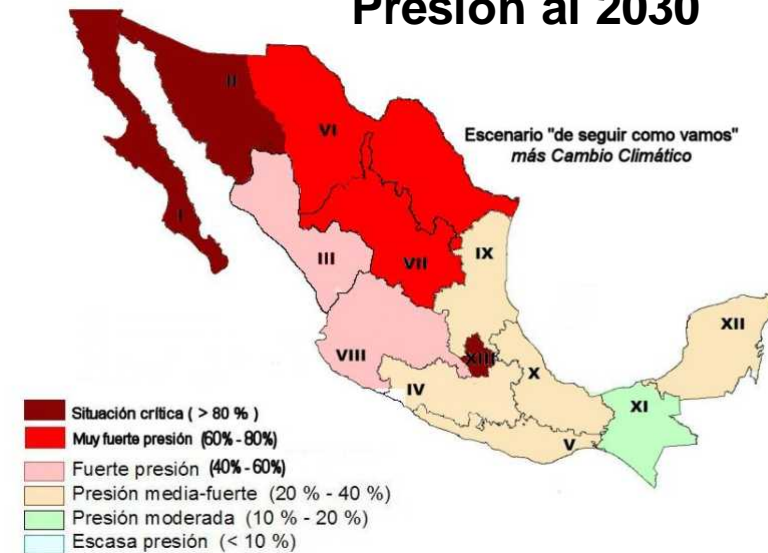 Presión al 2030
Escenario "de seguir como vamos"
más Cambio Climático
II
VI
I
III
VII
IX
XII
VIII
XIII
X
IV
XI
V
Situación crítica ( > 80 % )
Muy fuerte presión (60% - 80%)
Fuerte presión (40% - 60%)
Presión media-fuerte (20 % - 40 %)
Presión moderada (10 % - 20 %)
Escasa presión (< 10 %)